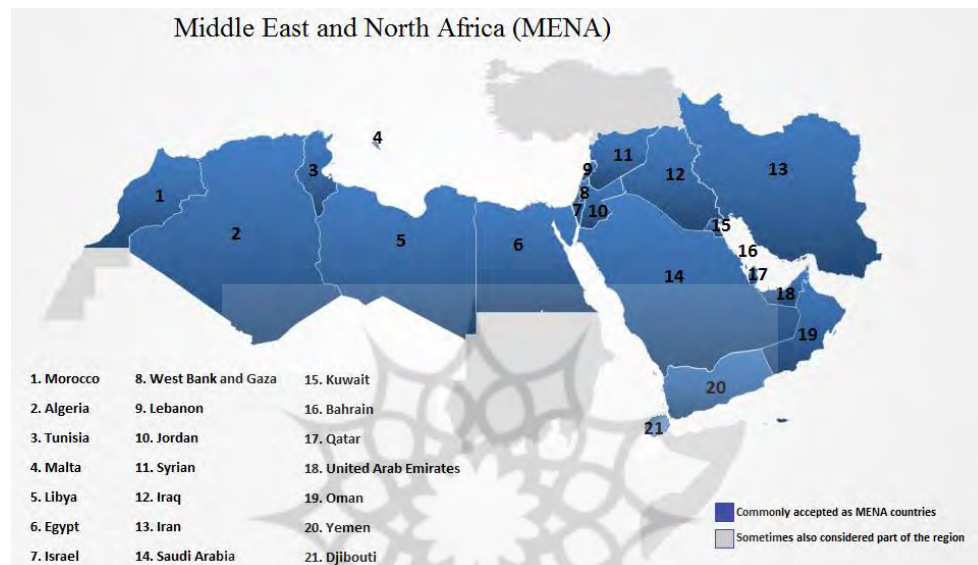 Middle East and North Africa (MENA)
4
9
11
3
12
13
8
1
7
10
15
2
5
6
16
14
17
18
19
20
21
1. Morocco
2. Algeria
3. Tunisia
4. Malta
5. Libya
6. Egypt
7. Israel
8. West Bank and Gaza
9. Lebanon
10. Jordan
11. Syrian
12. Iraq
13. Iran
14. Saudi Arabia
15. Kuwait
16. Bahrain
17. Qatar
18. United Arab Emirates
19. Oman
20. Yemen
21. Djibouti
Commonly accepted as MENA countries
Sometimes also considered part of the region